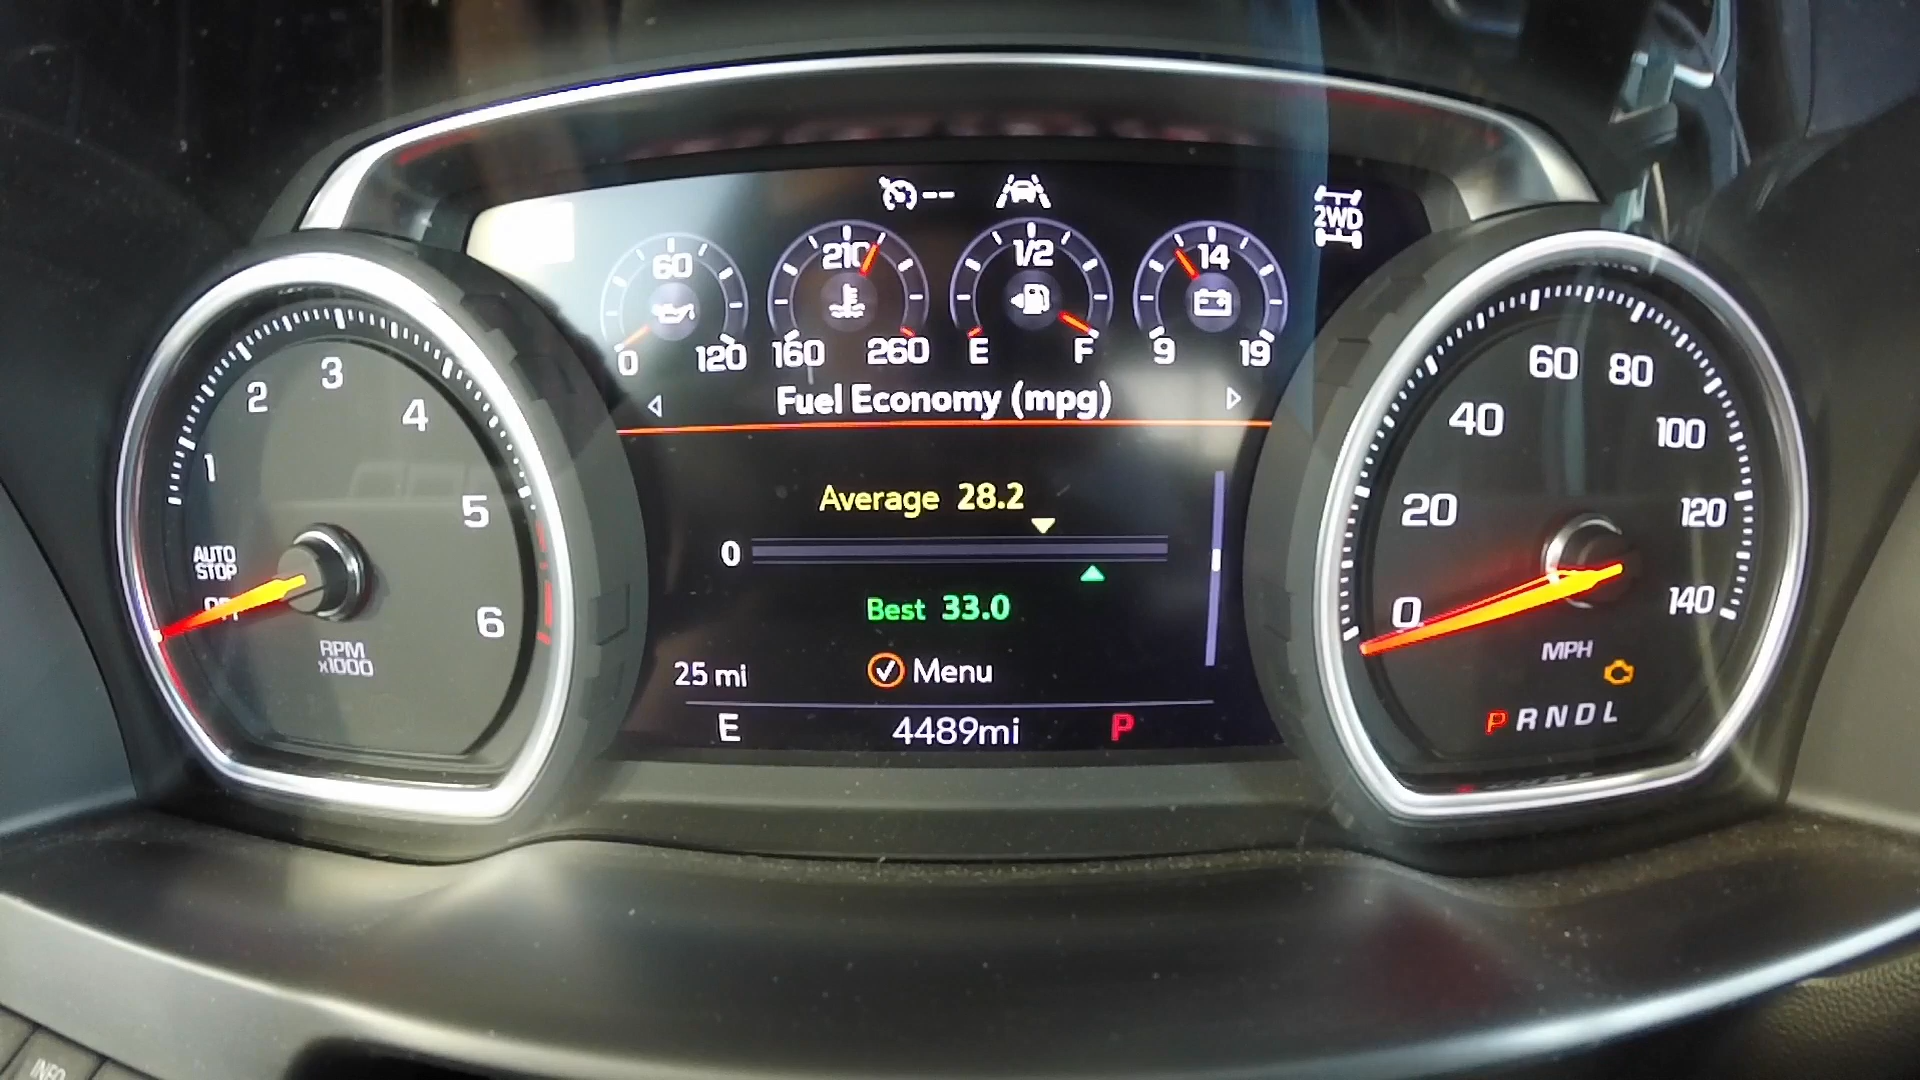 --
2WD
60
0 120
210
160 260
1/2
E F
14
9 19
Fuel Economy (mpg)
Average 28.2
0
Best 33.0
25 mi
Menu
E 4489mi P
1 2 3 4 5 6
AUTO
STOP
RPM
x1000
0 20 40 60 80 100 120 140
MPH
PRNDL
INFO